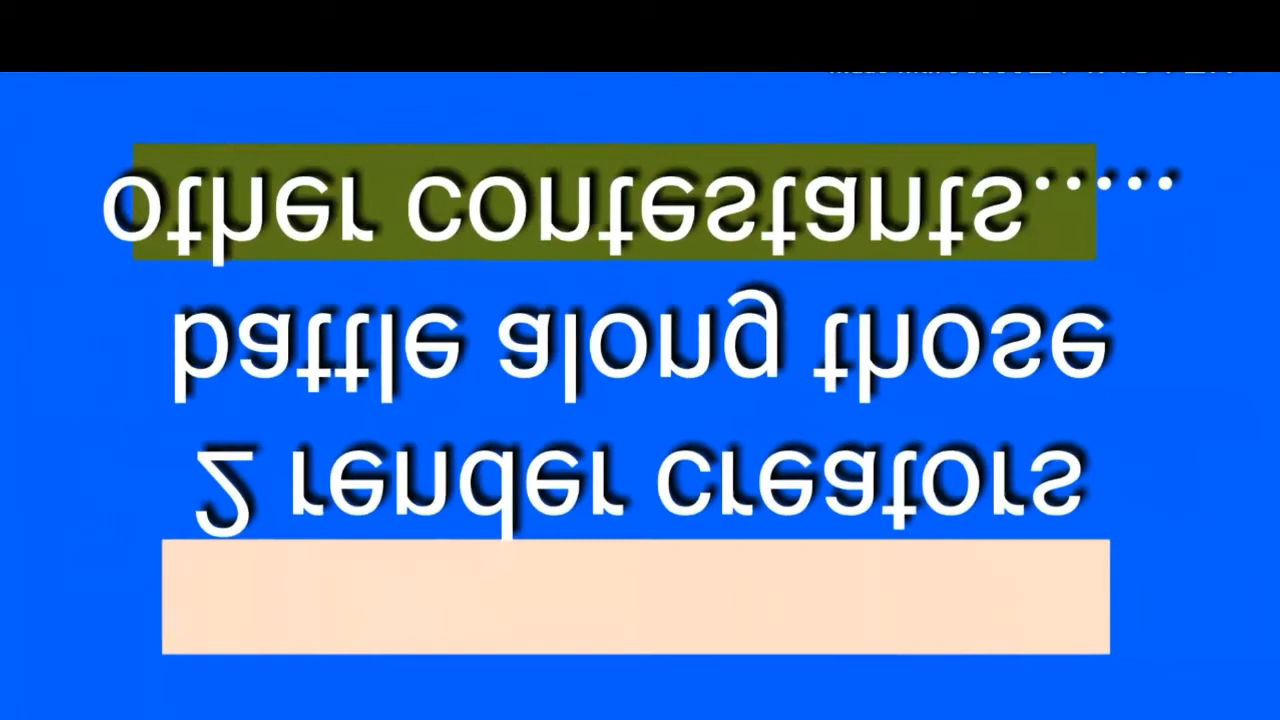 2 render creators
battle along those
other contestants.....